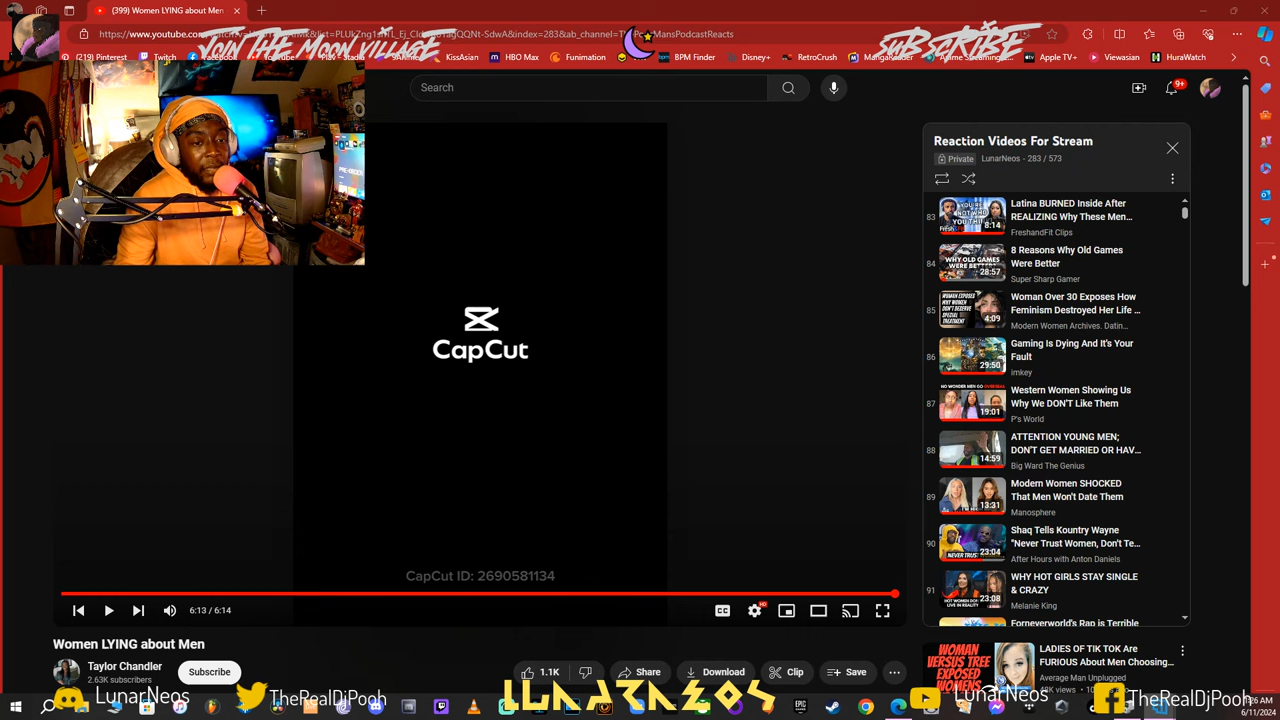 (399) Women LYING about Men
JOIN THE MOON VILLAGE
SUBSCRIBE
(219) Pinterest
Twitch
KissAsian
HBO Max
Funimation
BPM Finder
Disney+
RetroCrush
Apple TV+
Viewasian
HuraWatch
Search
9+
Reaction Videos For Stream
Private
LunarNeos - 283 / 573
83
Latina BURNED Inside After
REALIZING Why These Men...
8:14
FreshandFit Clips
84
8 Reasons Why Old Games
Were Better
28:57
Super Sharp Gamer
85
Woman Over 30 Exposes How
Feminism Destroyed Her Life ...
4:09
Modern Women Archives. Datin...
86
Gaming Is Dying And It's Your
Fault
29:50
imkey
87
Western Women Showing Us
Why We DON'T Like Them
19:01
P's World
88
ATTENTION YOUNG MEN;
DON'T GET MARRIED OR HAV...
14:59
Big Ward The Genius
89
Modern Women SHOCKED
That Men Won't Date Them
13:31
Manosphere
90
Shaq Tells Kountry Wayne
"Never Trust Women, Don't Te...
23:04
After Hours with Anton Daniels
91
WHY HOT GIRLS STAY SINGLE
& CRAZY
23:08
Melanie King
Forneverworld's Rap is Terrible
CapCut
CapCut ID: 2690581134
6:13 / 6:14
CC
HD
Women LYING about Men
Taylor Chandler
2.63K subscribers
Subscribe
1.1K
Share
Download
Clip
Save
WOMAN
VERSUS TREE
EXPOSED
WOMEN
LADIES OF TIK TOK Are
FURIOUS About Men Choosing...
Average Man Unplugged
LunarNeos
TheRealDjPooh
LUNARNEOS
LunarNeos
TheRealDjPooh
6/11/2024